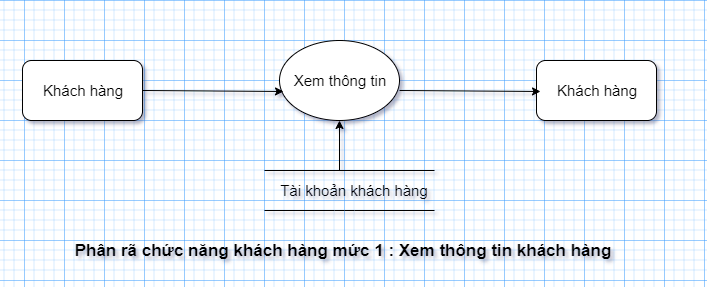 Khách hàng
Xem thông tin
Khách hàng
Tài khoản khách hàng
Phân rã chức năng khách hàng mức 1 : Xem thông tin khách hàng